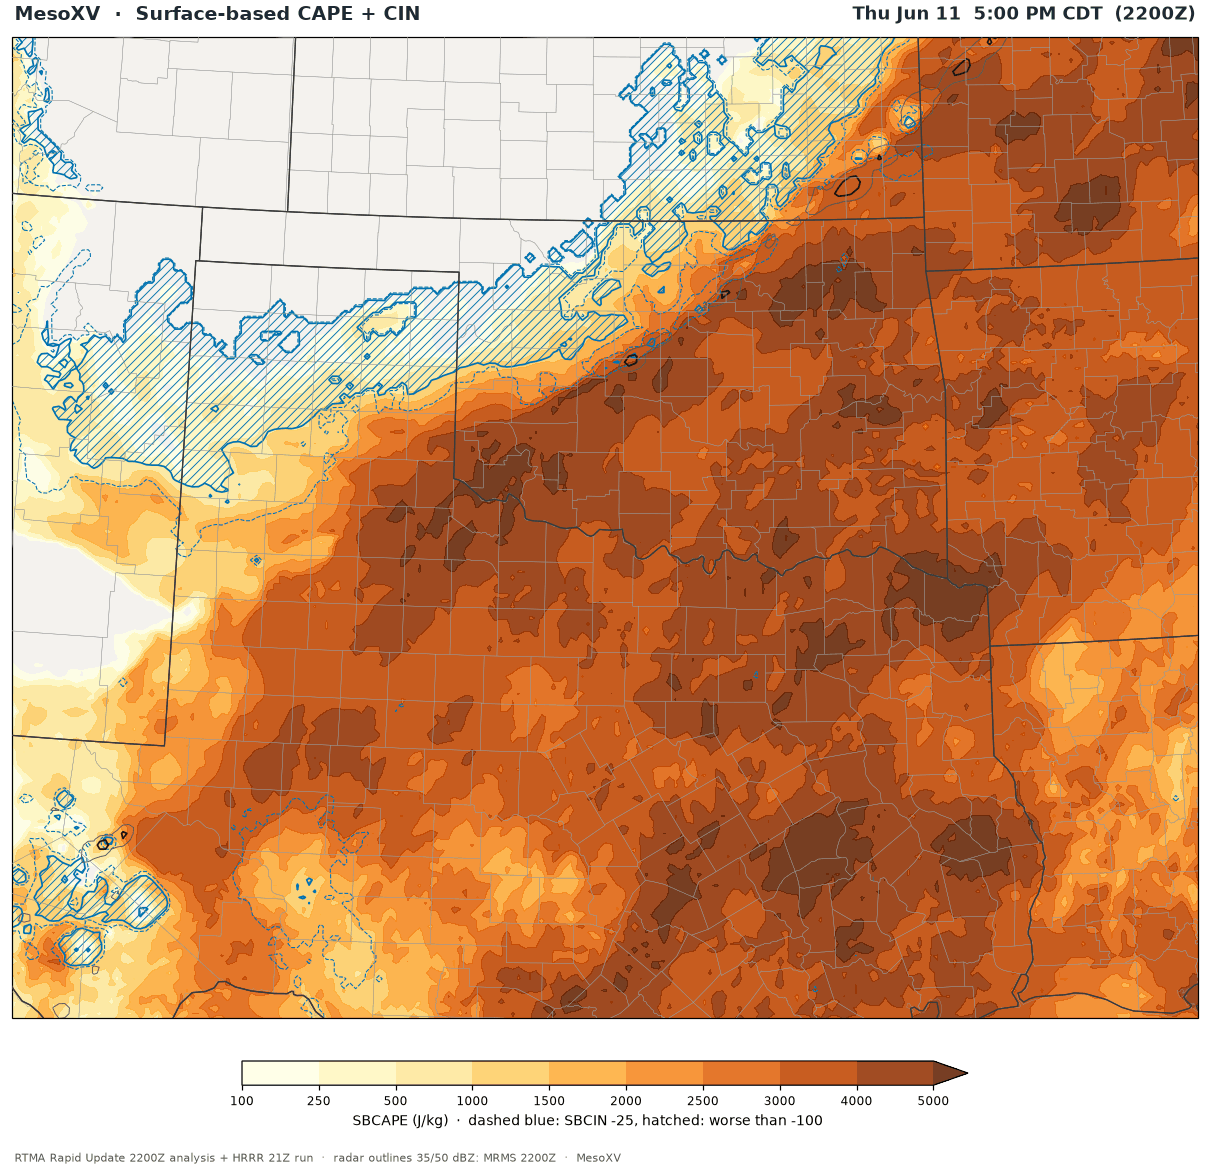 MesoXV · Surface-based CAPE + CIN
Thu Jun 11 5:00 PM CDT (2200Z)
100 250 500 1000 1500 2000 2500 3000 4000 5000
SBCAPE (J/kg) · dashed blue: SBCIN -25, hatched: worse than -100
RTMA Rapid Update 2200Z analysis + HRRR 21Z run · radar outlines 35/50 dBZ: MRMS 2200Z · MesoXV